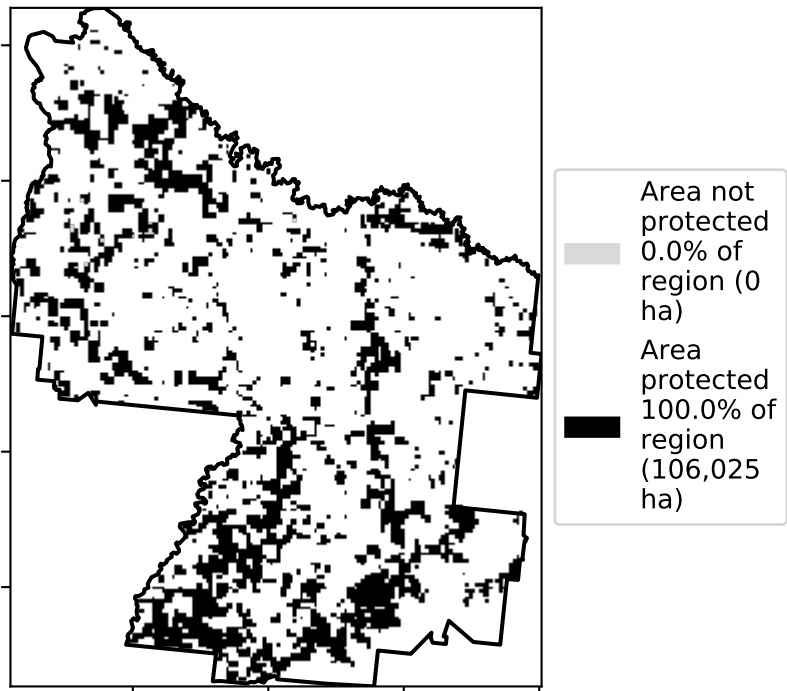 Area not
protected
0.0% of
region (0
ha)
Area
protected
100.0% of
region
(106,025
ha)